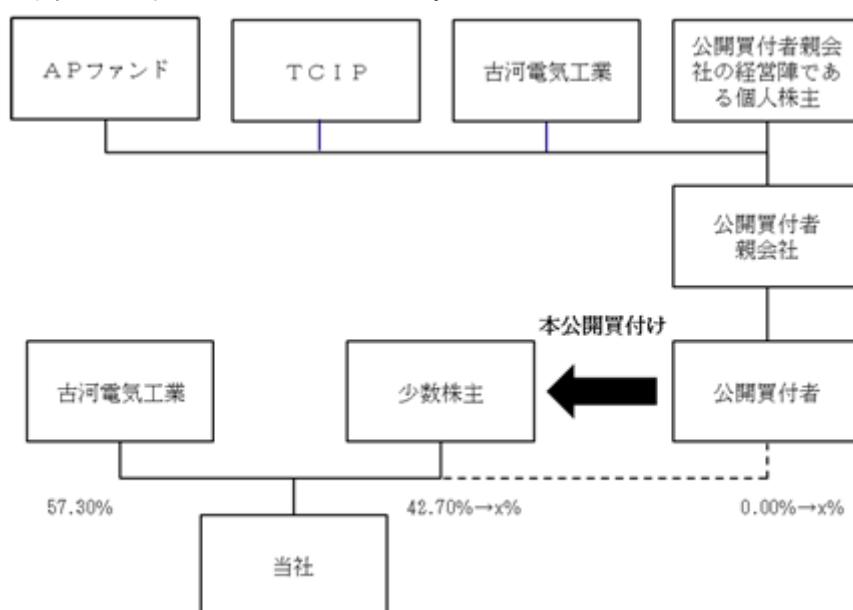 APファンド
TCIP
古河電気工業
公開買付者親会
社の経営陣であ
る個人株主
公開買付者
親会社
本公開買付け
古河電気工業
少数株主
公開買付者
57.30%
42.70%→x%
0.00%→x%
当社